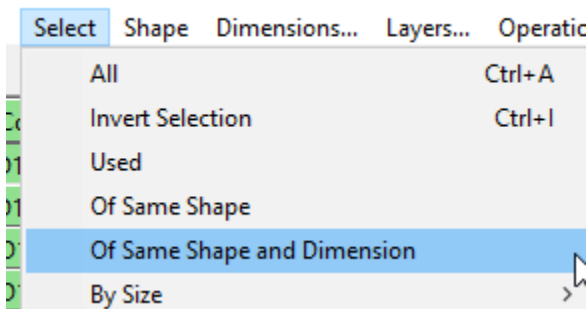 Select Shape Dimensions... Layers...
All Ctrl+A
Invert Selection Ctrl+I
Used
Of Same Shape
Of Same Shape and Dimension
By Size >